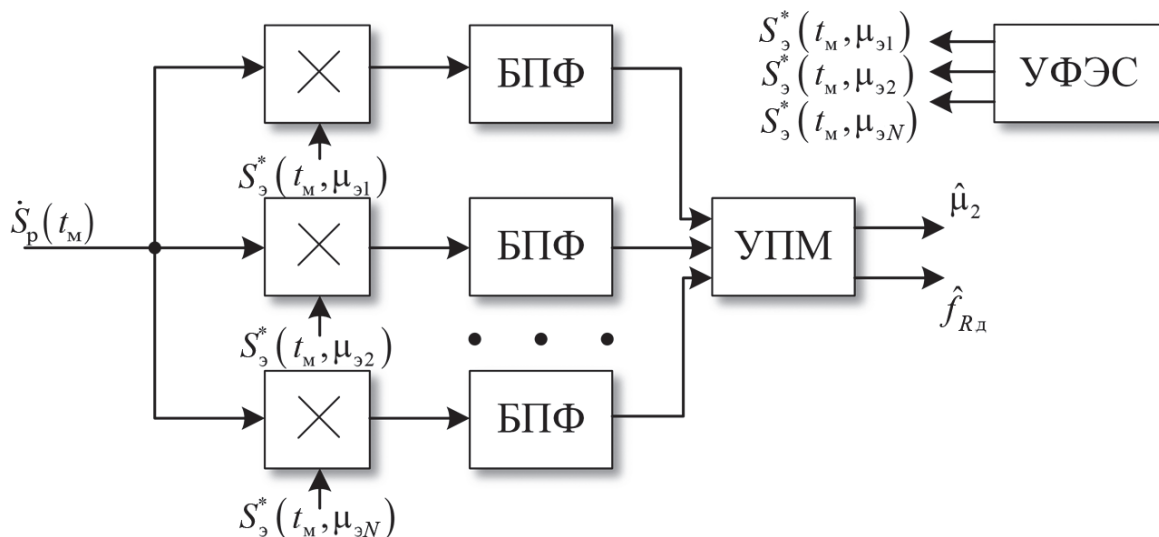 БПФ
S*э(tм, μэ1)
S*э(tм, μэ2)
S*э(tм, μэN)
УФЭС
S*э(tм, μэ1)
Ṡр(tм)
БПФ
УПМ
μ̂2
f̂Rд
S*э(tм, μэ2)
• • •
БПФ
S*э(tм, μэN)